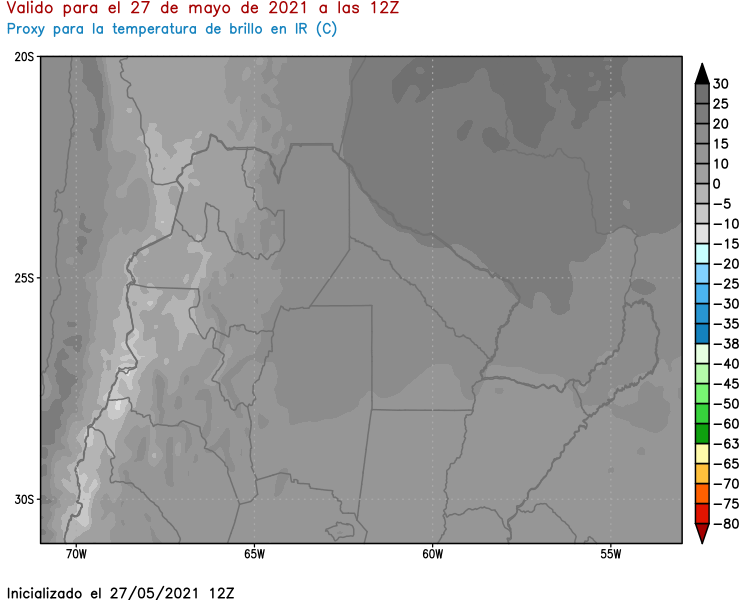 Valido para el 27 de mayo de 2021 a las 12Z
Proxy para la temperatura de brillo en IR (C)
20S
25S
30S
70W
65W
60W
55W
30
25
20
15
10
0
−5
−10
−15
−20
−25
−30
−35
−38
−40
−45
−50
−60
−63
−65
−70
−75
−80
Inicializado el 27/05/2021 12Z